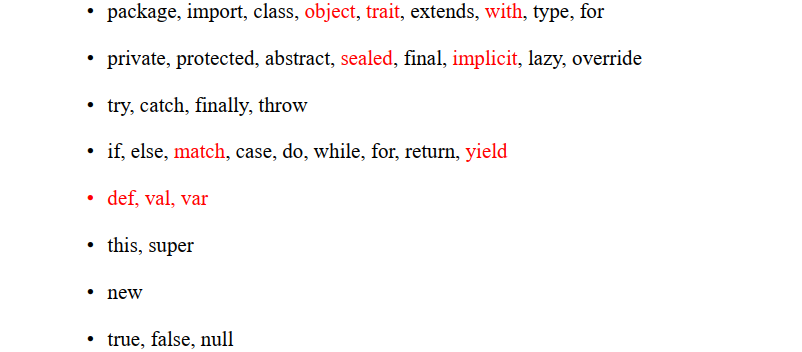 • package, import, class, object, trait, extends, with, type, for
• private, protected, abstract, sealed, final, implicit, lazy, override
• try, catch, finally, throw
• if, else, match, case, do, while, for, return, yield
• def, val, var
• this, super
• new
• true, false, null